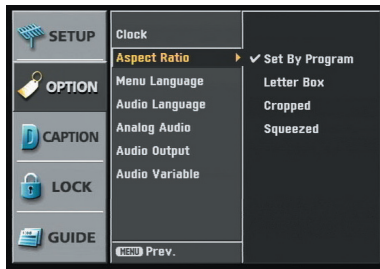 SETUP
OPTION
D CAPTION
LOCK
GUIDE
Clock
Aspect Ratio
Menu Language
Audio Language
Analog Audio
Audio Output
Audio Variable
MENU Prev.
Set By Program
Letter Box
Cropped
Squeezed